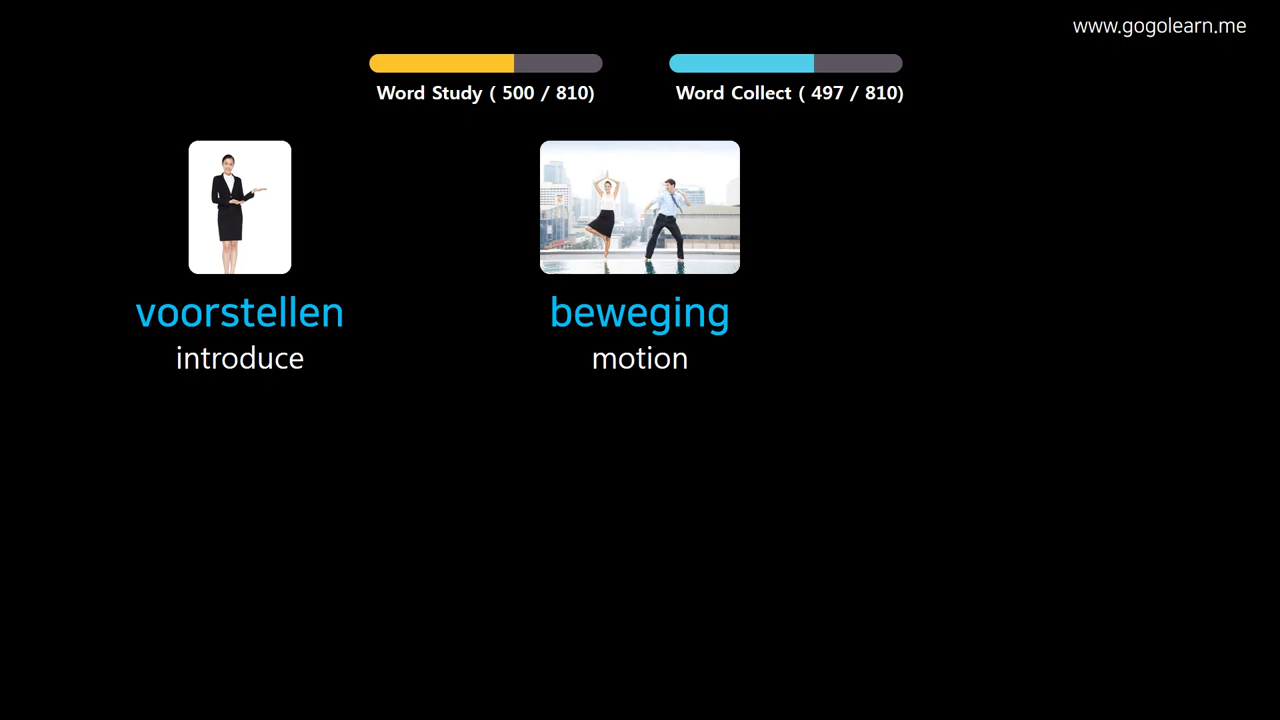 www.gogolearn.me
Word Study ( 500 / 810)
Word Collect ( 497 / 810)
voorstellen
introduce
beweging
motion